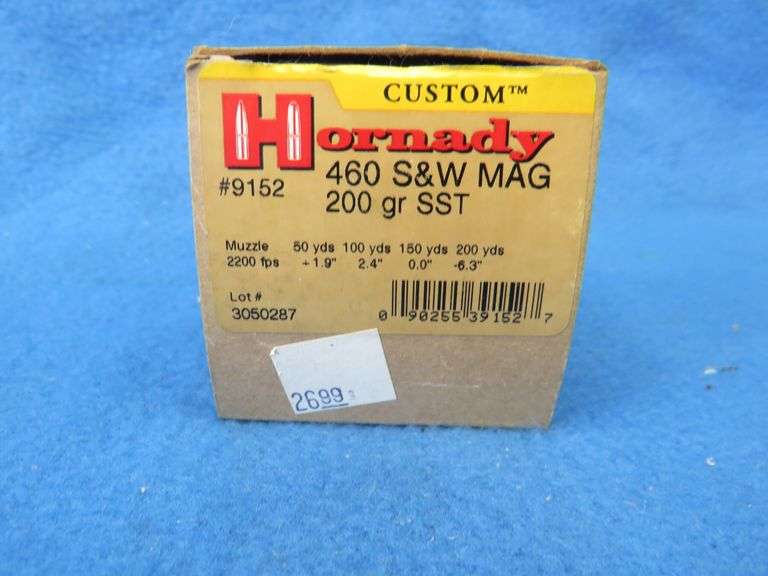 CUSTOM™
Hornady
#9152
460 S&W MAG
200 gr SST
Muzzle 50 yds 100 yds 150 yds 200 yds
2200 fps +1.9" 2.4" 0.0" -6.3"
Lot #
3050287
0 90255 39152 7
2699